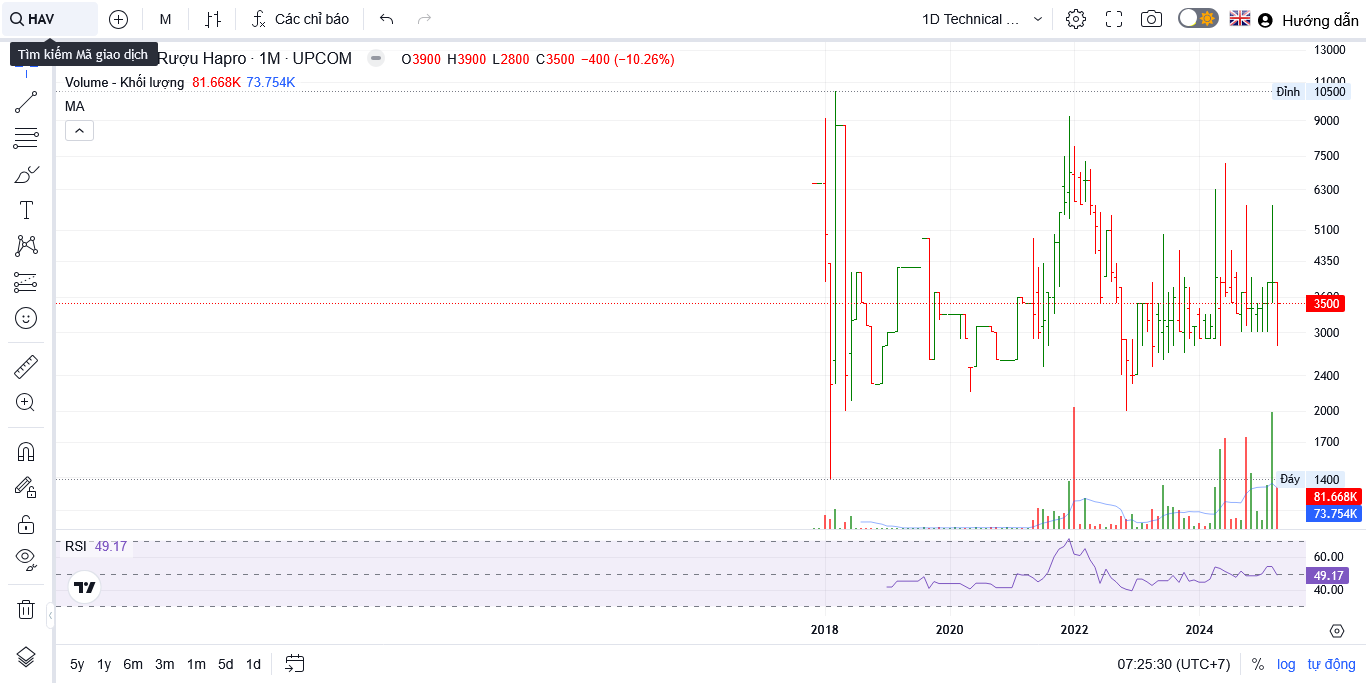 HAV M Các chỉ báo 1D Technical ... Hướng dẫn
Tìm kiếm Mã giao dịch
Rượu Hapro · 1M · UPCOM O3900 H3900 L2800 C3500 −400 (−10.26%)
Volume - Khối lượng 81.668K 73.754K
MA
13000
11000
Đỉnh 10500
9000
7500
6300
5100
4350
3500
3000
2400
2000
1700
Đáy 1400
81.668K
73.754K
RSI 49.17
60.00
49.17
40.00
2018 2020 2022 2024
5y 1y 6m 3m 1m 5d 1d 07:25:30 (UTC+7) % log tự động